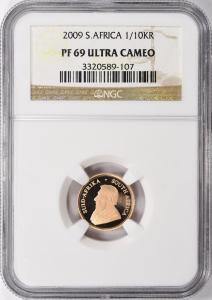 2009 S.AFRICA 1/10KR
PF 69 ULTRA CAMEO
3320589-107
NGC
SUID-AFRIKA • SOUTH AFRICA